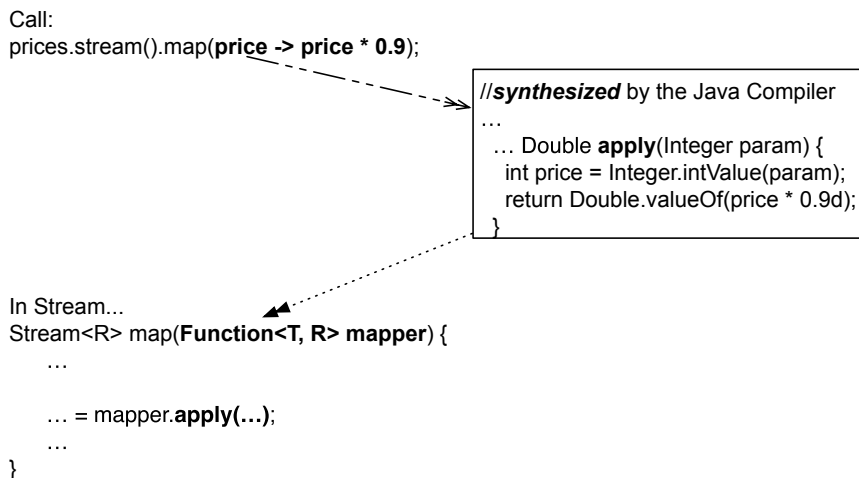 Call:
prices.stream().map(price -> price * 0.9);
//synthesized by the Java Compiler
…
… Double apply(Integer param) {
int price = Integer.intValue(param);
return Double.valueOf(price * 0.9d);
}
In Stream...
Stream<R> map(Function<T, R> mapper) {
…
… = mapper.apply(…);
…
}